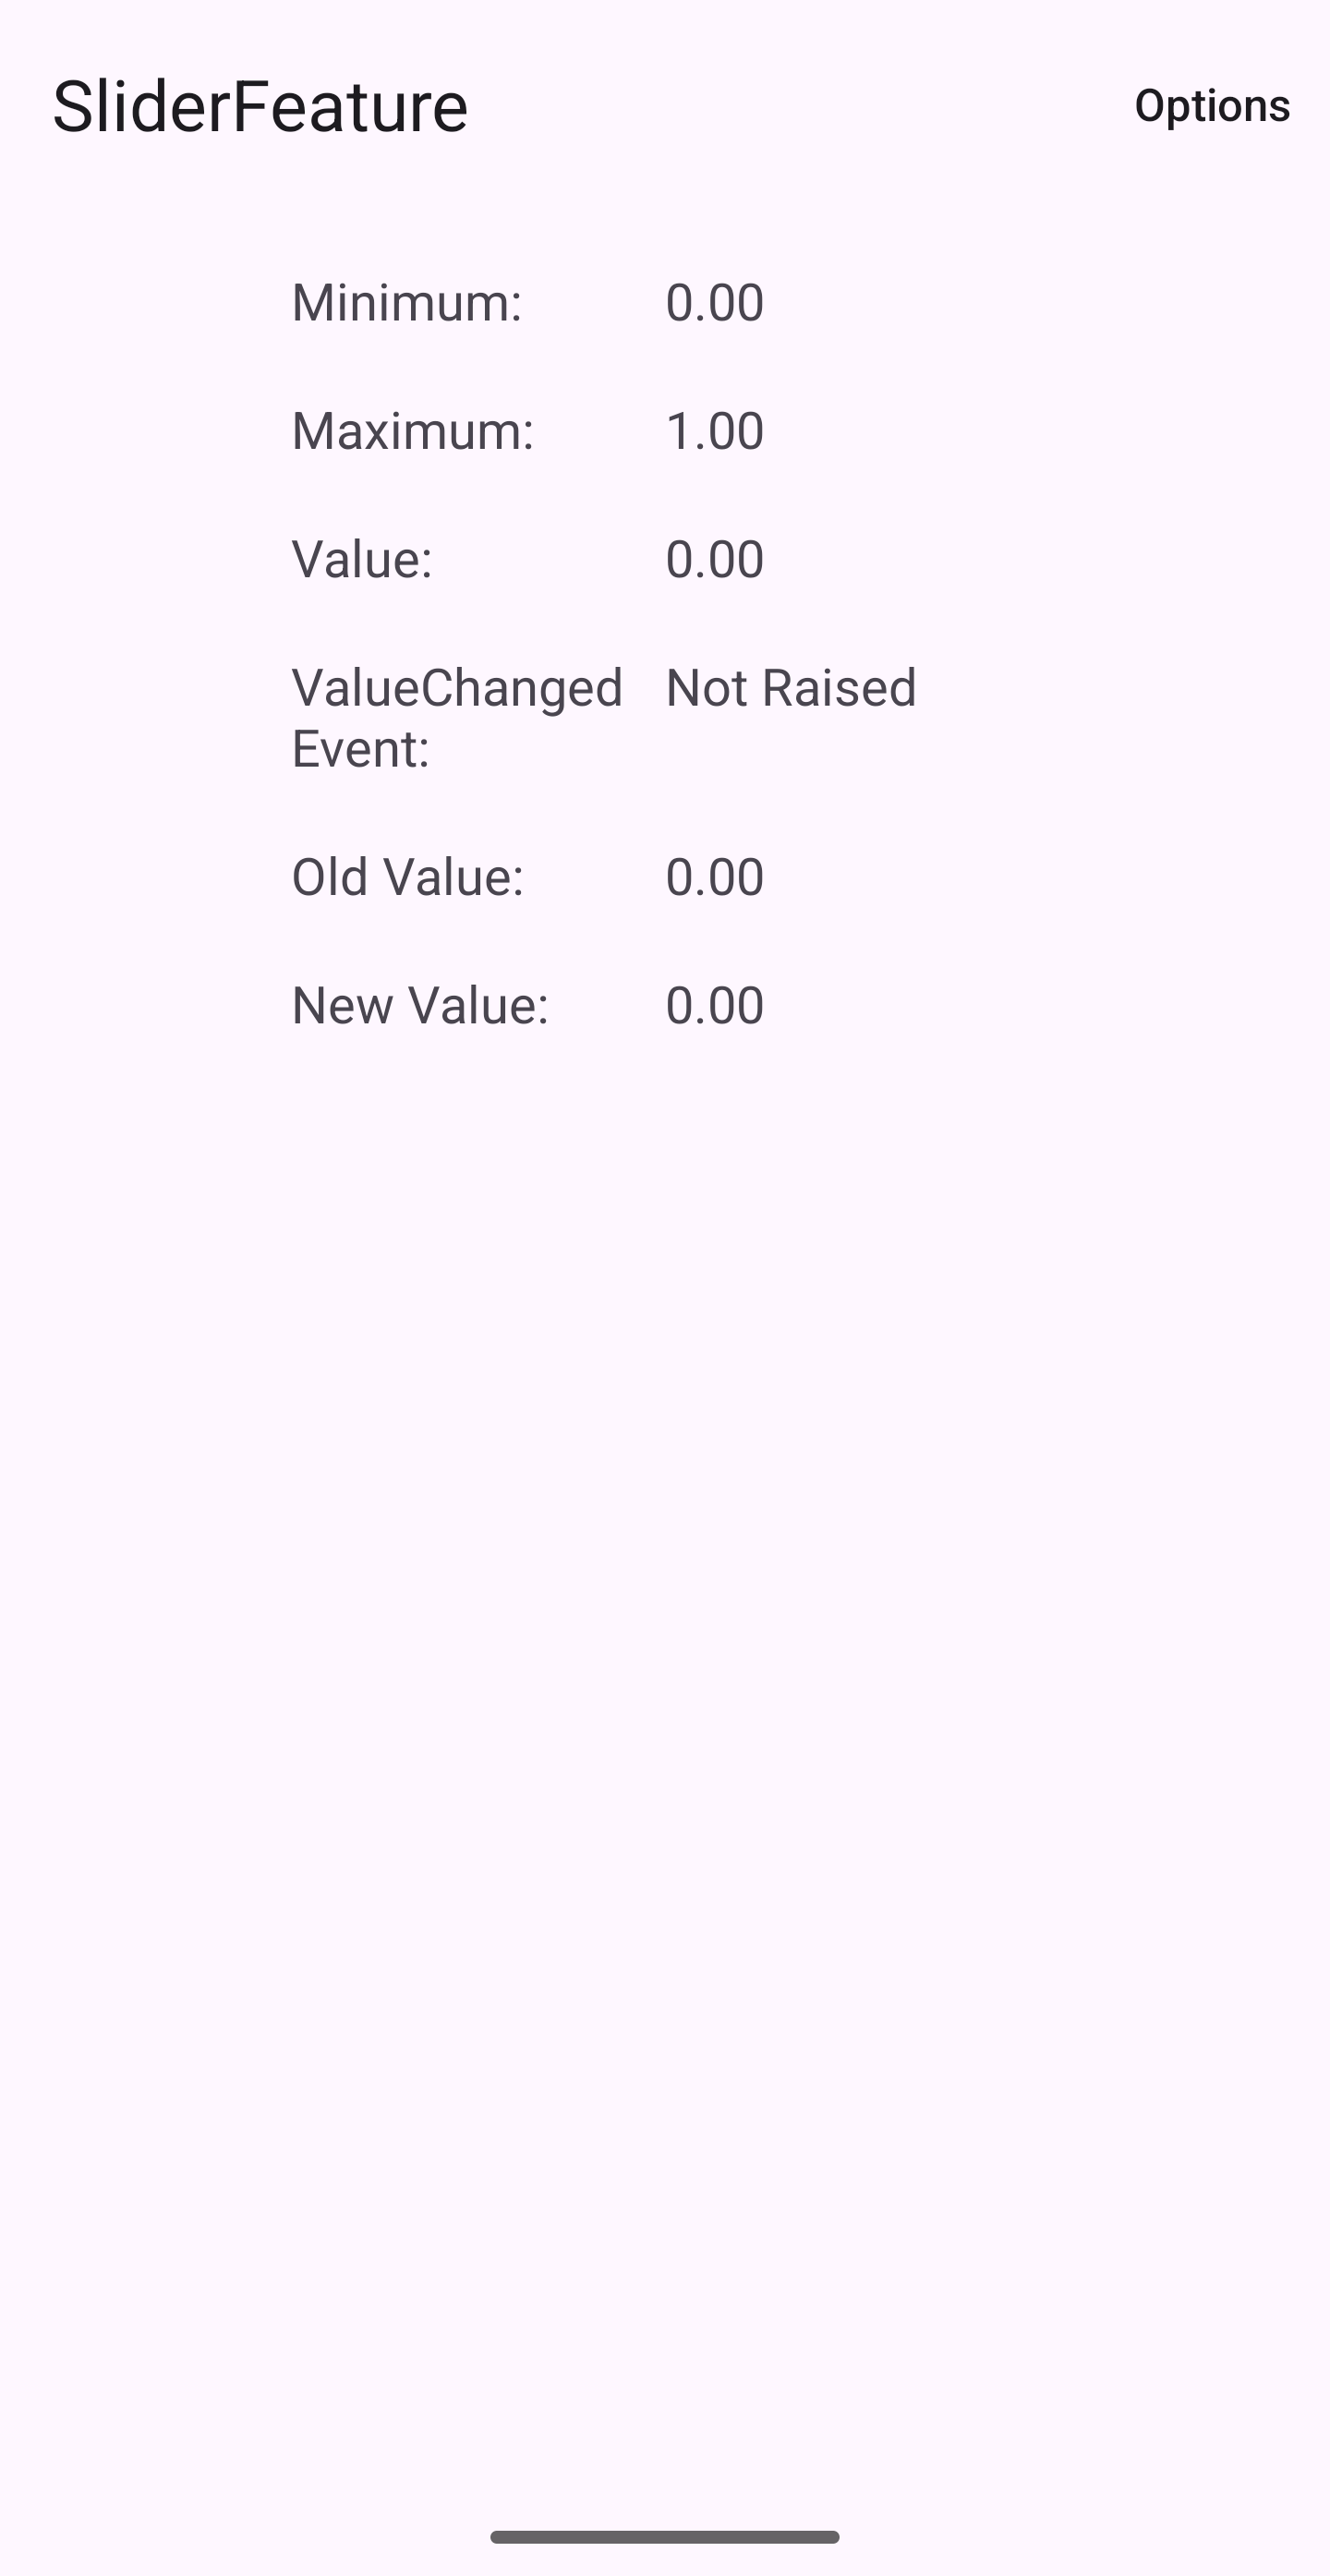 SliderFeature
Options
Minimum: 0.00
Maximum: 1.00
Value: 0.00
ValueChanged Not Raised
Event:
Old Value: 0.00
New Value: 0.00